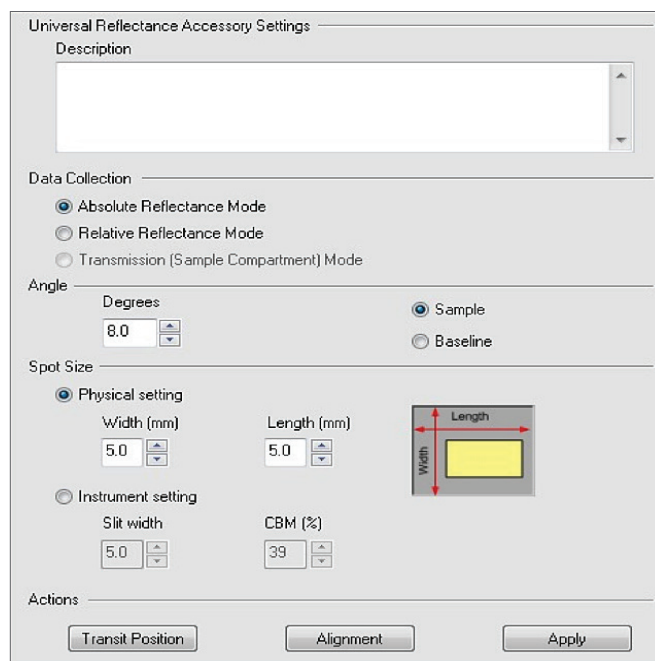 Universal Reflectance Accessory Settings
Description
Data Collection
Absolute Reflectance Mode
Relative Reflectance Mode
Transmission (Sample Compartment) Mode
Angle
Degrees
8.0
Sample
Baseline
Spot Size
Physical setting
Width (mm) Length (mm)
5.0 5.0
Length
Width
Instrument setting
Slit width CBM (%)
5.0 39
Actions
Transit Position Alignment Apply